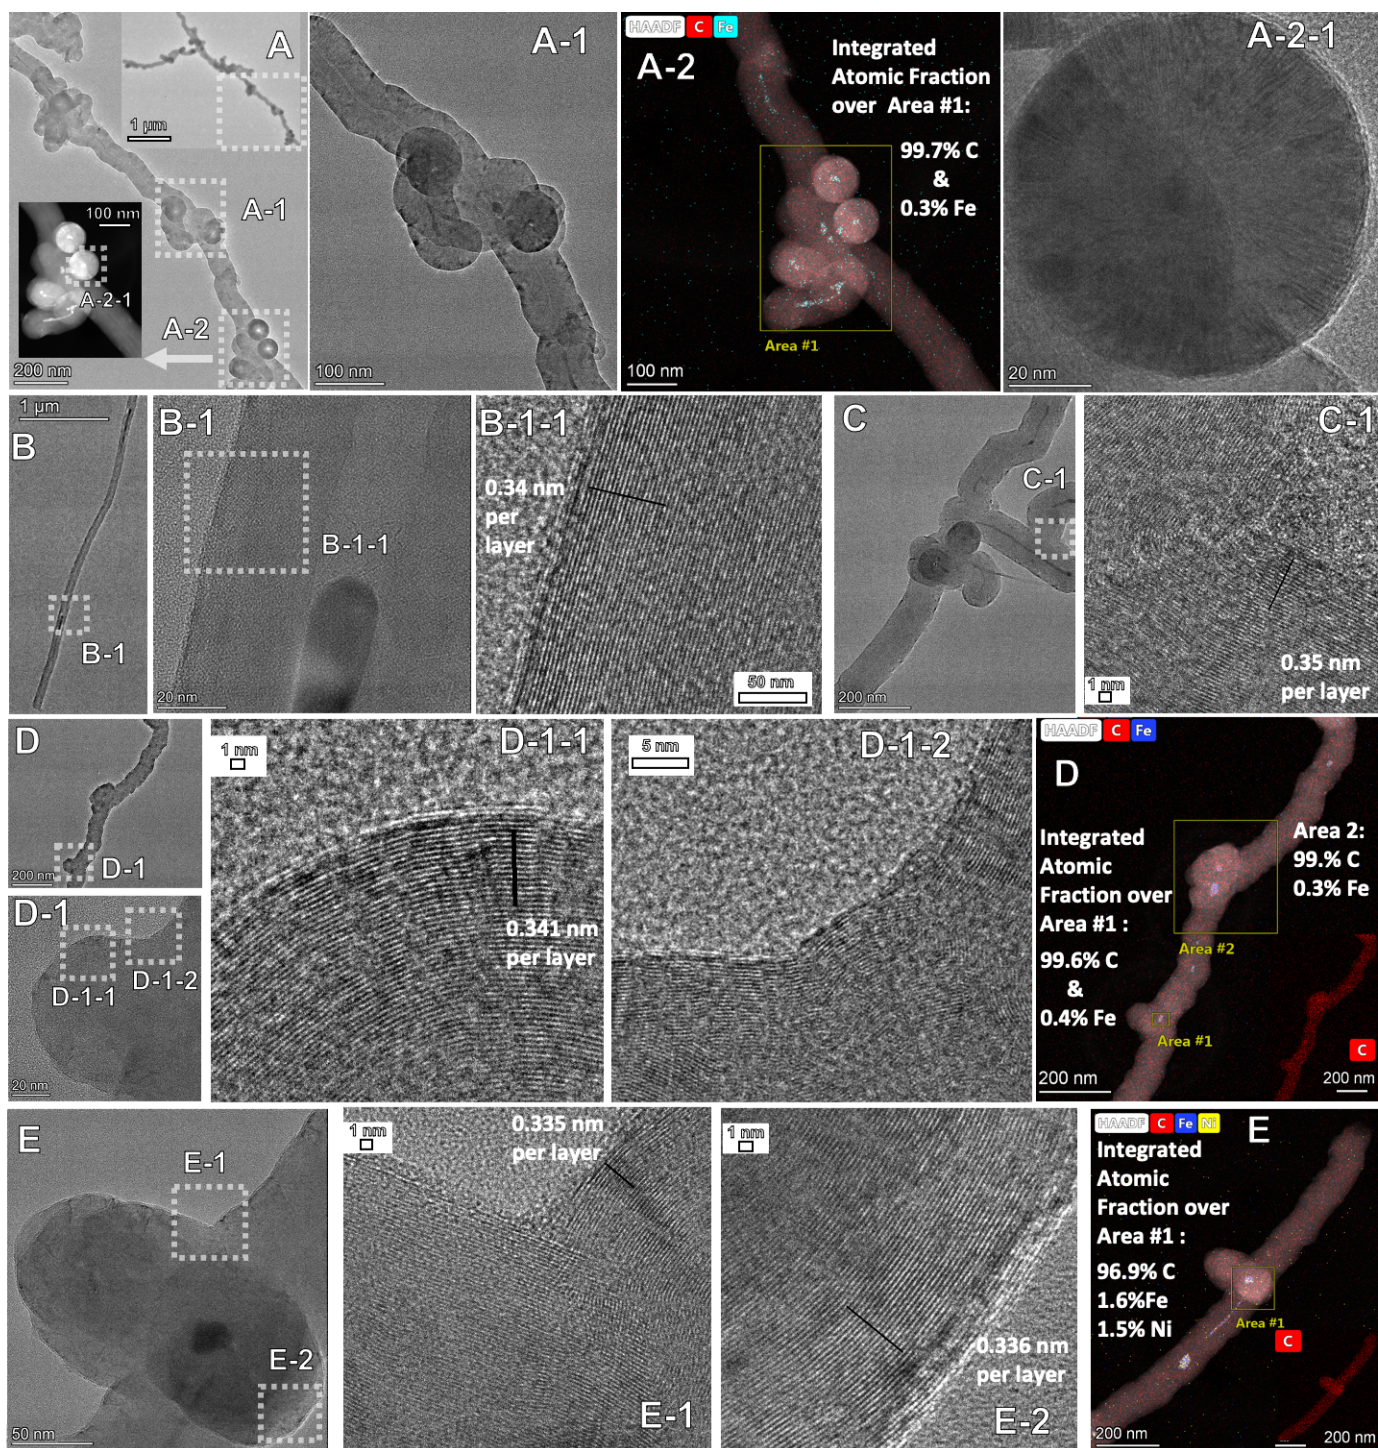 A
1 µm
A-1
100 nm
A-2-1
A-2
200 nm
A-1
100 nm
HAADF C Fe
A-2
Integrated
Atomic Fraction
over Area #1:
99.7% C
&
0.3% Fe
Area #1
100 nm
A-2-1
20 nm
1 µm
B
B-1
B-1
B-1-1
20 nm
B-1-1
0.34 nm
per
layer
50 nm
C
C-1
200 nm
C-1
0.35 nm
per layer
1 nm
D
D-1
200 nm
D-1
D-1-1
D-1-2
20 nm
1 nm
D-1-1
0.341 nm
per layer
5 nm
D-1-2
HAADF C Fe
D
Integrated
Atomic
Fraction over
Area #1 :
99.6% C
&
0.4% Fe
Area 2:
99.% C
0.3% Fe
Area #2
Area #1
C
200 nm
200 nm
E
E-1
E-2
50 nm
1 nm
0.335 nm
per layer
E-1
1 nm
0.336 nm
per layer
E-2
HAADF C Fe Ni
E
Integrated
Atomic
Fraction over
Area #1 :
96.9% C
1.6%Fe
1.5% Ni
Area #1
C
200 nm
200 nm